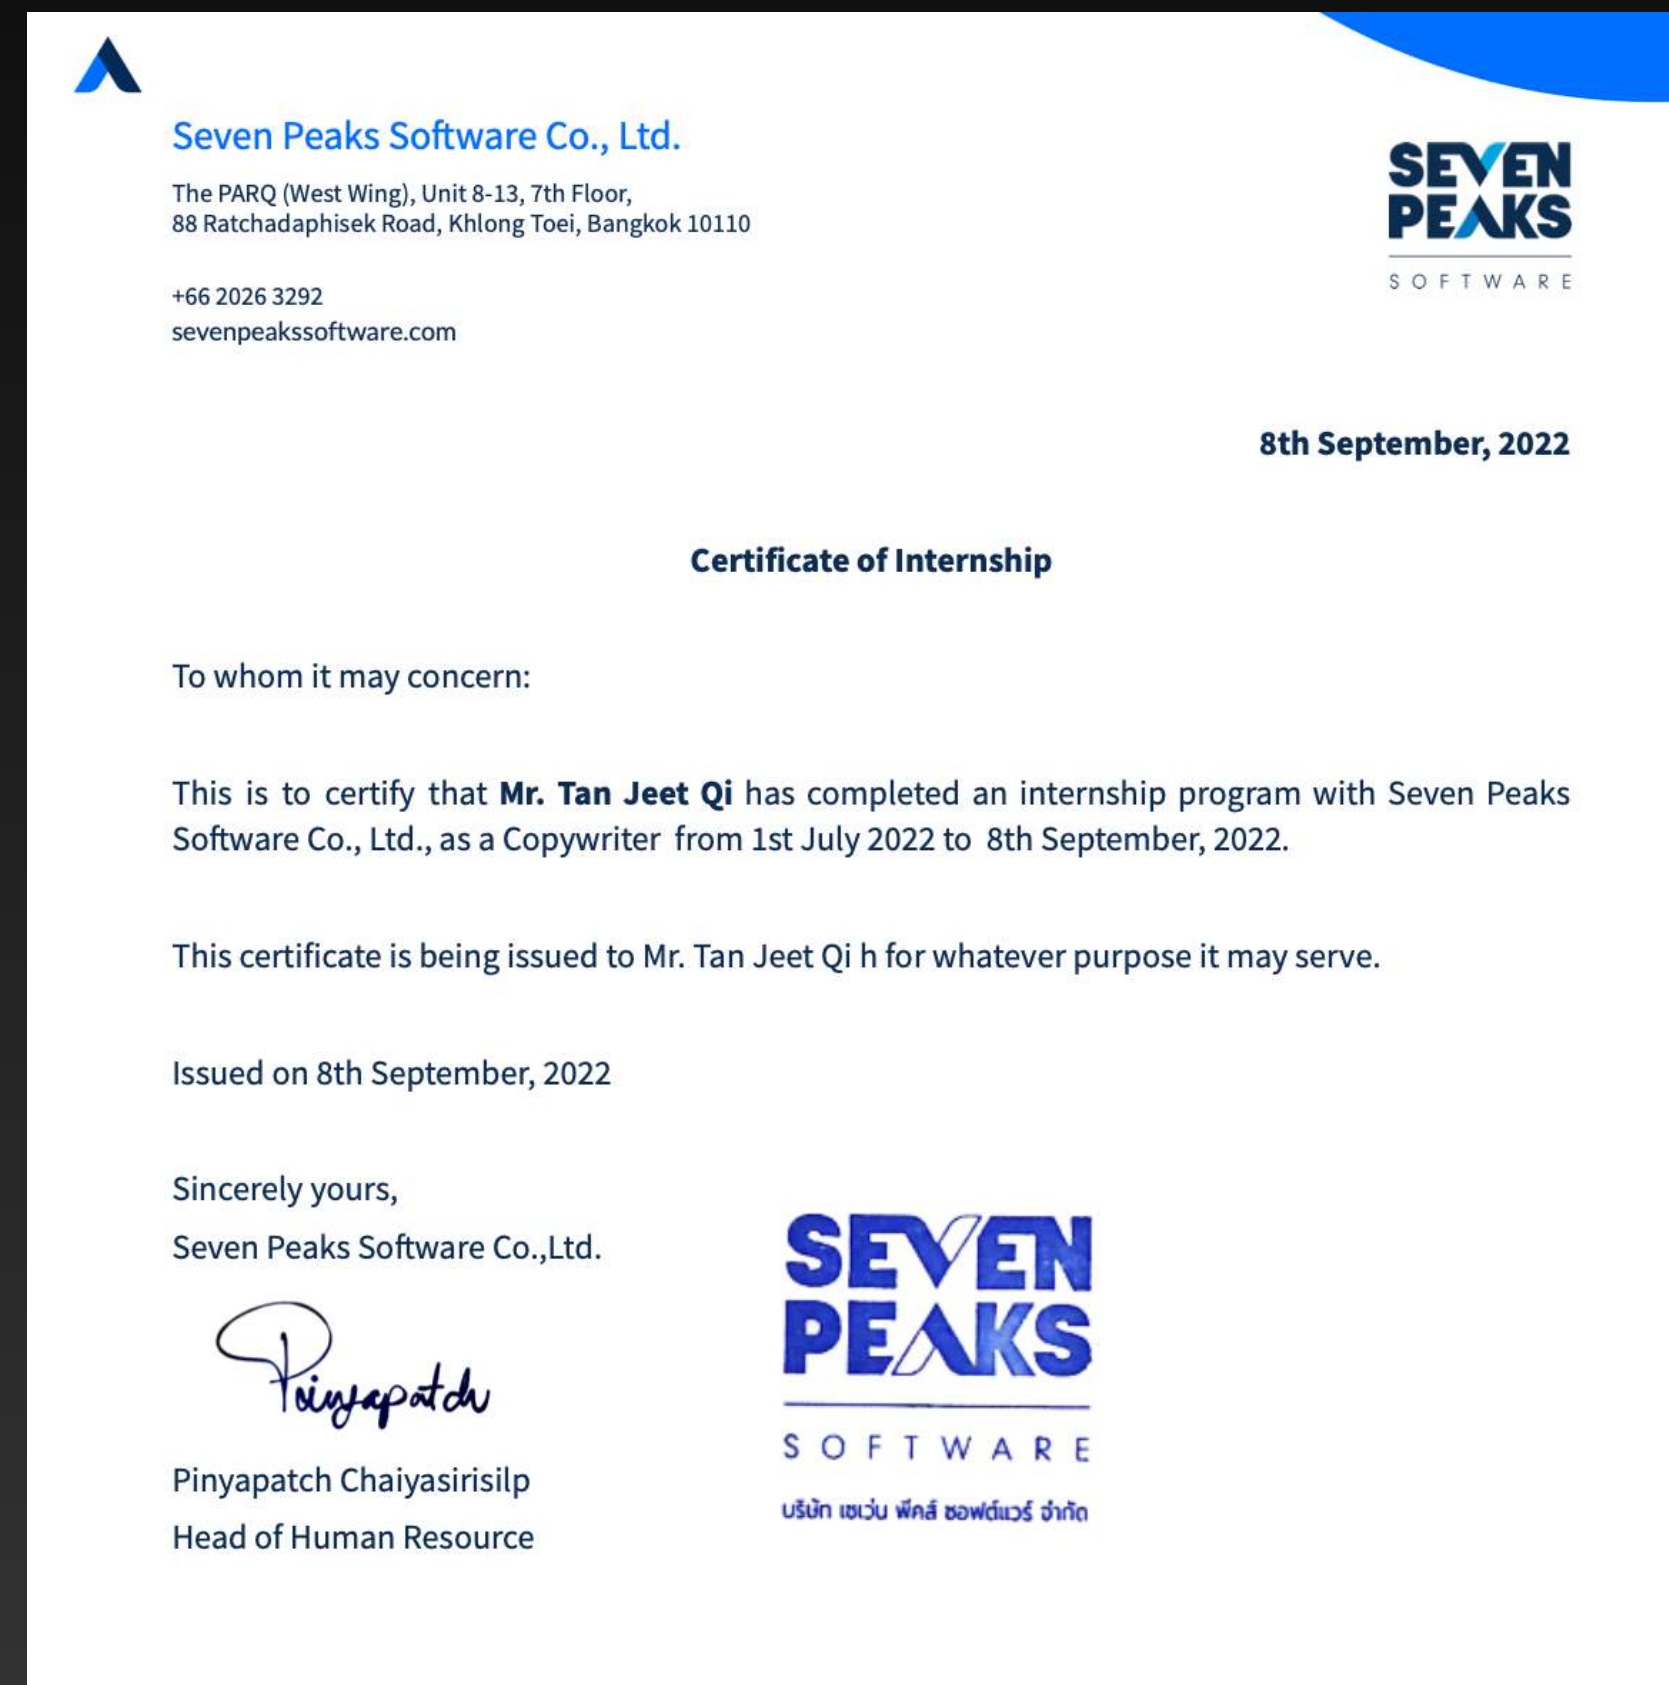 Seven Peaks Software Co., Ltd.
The PARQ (West Wing), Unit 8-13, 7th Floor,
88 Ratchadaphisek Road, Khlong Toei, Bangkok 10110
+66 2026 3292
sevenpeakssoftware.com
SEVEN
PEAKS
SOFTWARE
8th September, 2022
Certificate of Internship
To whom it may concern:
This is to certify that Mr. Tan Jeet Qi has completed an internship program with Seven Peaks
Software Co., Ltd., as a Copywriter from 1st July 2022 to 8th September, 2022.
This certificate is being issued to Mr. Tan Jeet Qi h for whatever purpose it may serve.
Issued on 8th September, 2022
Sincerely yours,
Seven Peaks Software Co.,Ltd.
Pinyapatch
Pinyapatch Chaiyasirisilp
Head of Human Resource
SEVEN
PEAKS
SOFTWARE
บริษัท เซเว่น พีคส์ ซอฟต์แวร์ จำกัด